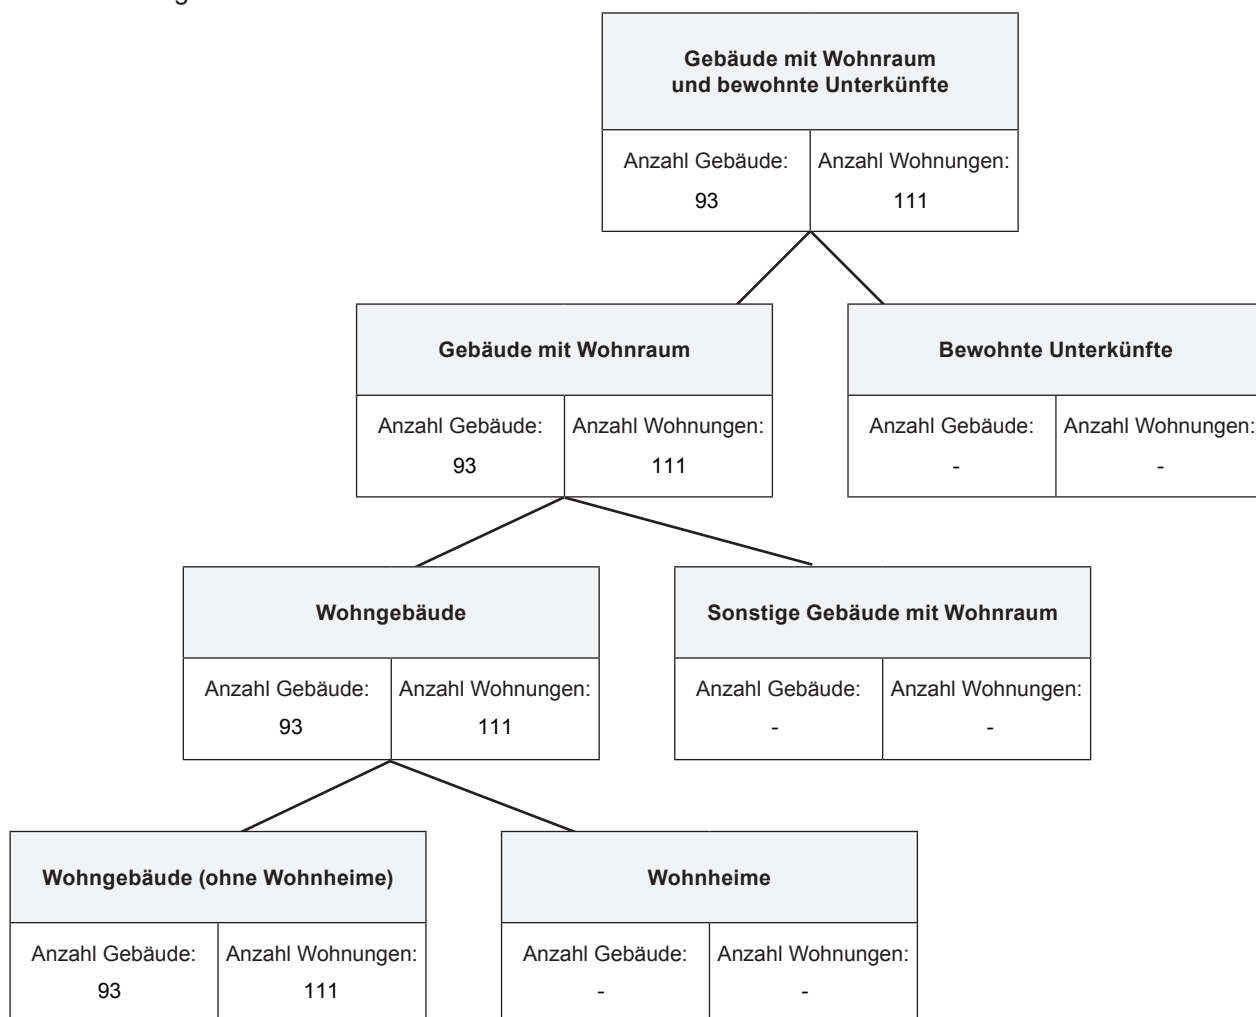 Gebäude mit Wohnraum
und bewohnte Unterkünfte
Anzahl Gebäude: Anzahl Wohnungen:
93 111
Gebäude mit Wohnraum
Anzahl Gebäude: Anzahl Wohnungen:
93 111
Bewohnte Unterkünfte
Anzahl Gebäude: Anzahl Wohnungen:
- -
Wohngebäude
Anzahl Gebäude: Anzahl Wohnungen:
93 111
Sonstige Gebäude mit Wohnraum
Anzahl Gebäude: Anzahl Wohnungen:
- -
Wohngebäude (ohne Wohnheime)
Anzahl Gebäude: Anzahl Wohnungen:
93 111
Wohnheime
Anzahl Gebäude: Anzahl Wohnungen:
- -